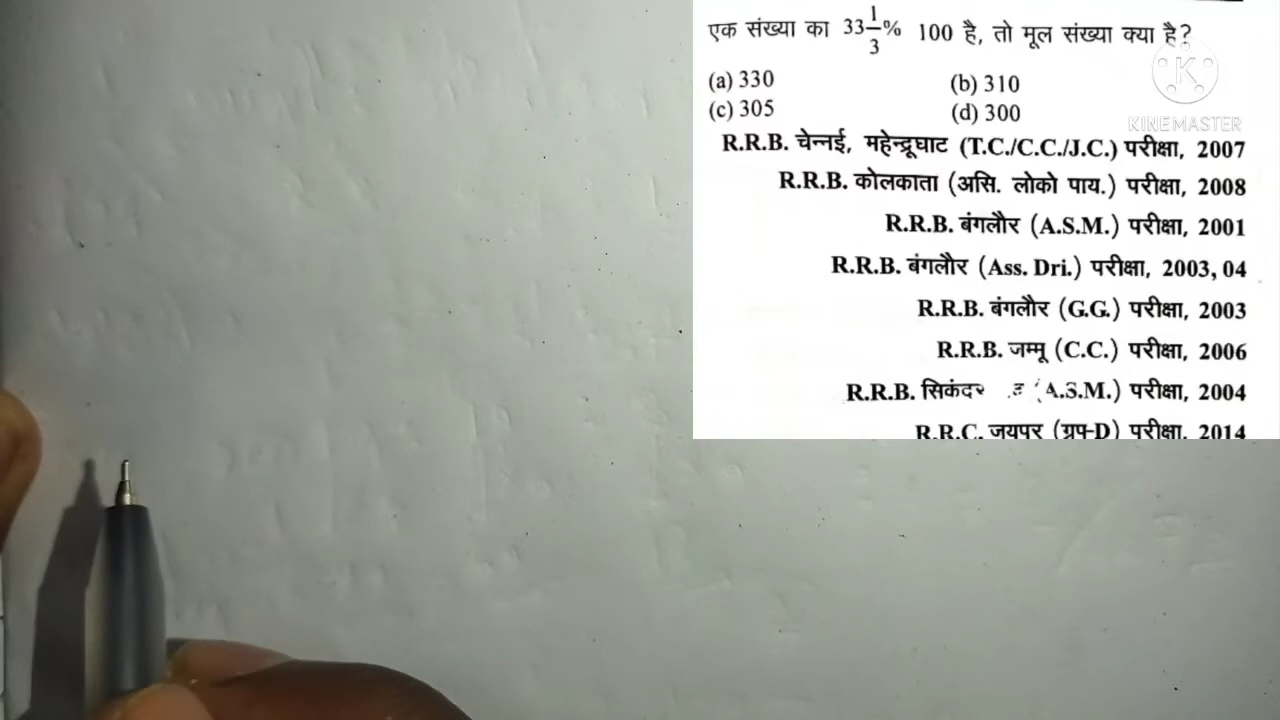 एक संख्या का 33 1/3 % 100 है, तो मूल संख्या क्या है?
(a) 330 (b) 310
(c) 305 (d) 300
KINEMASTER
R.R.B. चेन्नई, महेन्द्रूघाट (T.C./C.C./J.C.) परीक्षा, 2007
R.R.B. कोलकाता (असि. लोको पाय.) परीक्षा, 2008
R.R.B. बंगलौर (A.S.M.) परीक्षा, 2001
R.R.B. बंगलौर (Ass. Dri.) परीक्षा, 2003, 04
R.R.B. बंगलौर (G.G.) परीक्षा, 2003
R.R.B. जम्मू (C.C.) परीक्षा, 2006
R.R.B. (A.S.M.) परीक्षा, 2004
R.R.C. जयपुर (ग्रुप-D) परीक्षा, 2014